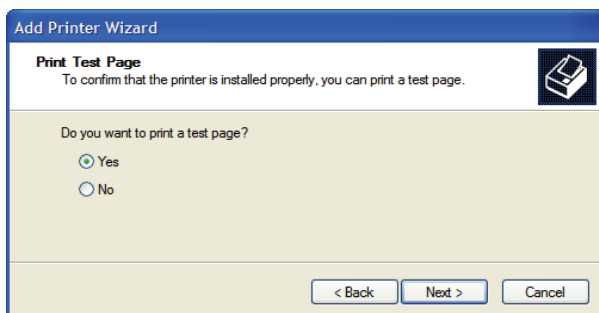 Add Printer Wizard
Print Test Page
To confirm that the printer is installed properly, you can print a test page.
Do you want to print a test page?
Yes
No
< Back Next > Cancel